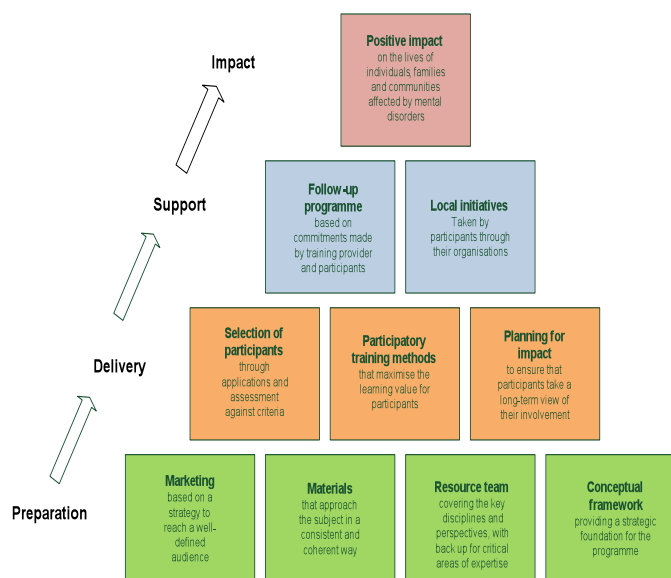 Impact
Positive impact
on the lives of
individuals, families
and communities
affected by mental
disorders
Support
Follow-up
programme
based on
commitments made
by training provider
and participants
Local initiatives
Taken by
participants through
their organisations
Delivery
Selection of
participants
through
applications and
assessment
against criteria
Participatory
training methods
that maximise the
learning value for
participants
Planning for
impact
to ensure that
participants take a
long-term view of
their involvement
Preparation
Marketing
based on a
strategy to
reach a well-
defined
audience
Materials
that approach
the subject in a
consistent and
coherent way
Resource team
covering the key
disciplines and
perspectives, with
back up for critical
areas of expertise
Conceptual
framework
providing a strategic
foundation for the
programme